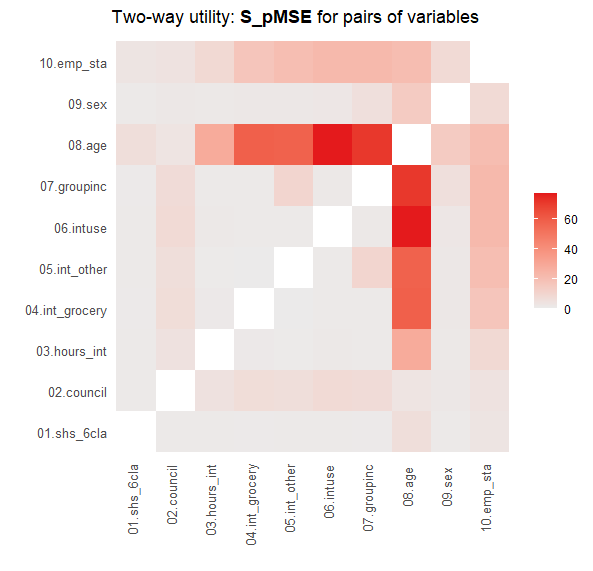 Two-way utility: S_pMSE for pairs of variables
10.emp_sta
09.sex
08.age
07.groupinc
06.intuse
05.int_other
04.int_grocery
03.hours_int
02.council
01.shs_6cla
60
40
20
0
01.shs_6cla
02.council
03.hours_int
04.int_grocery
05.int_other
06.intuse
07.groupinc
08.age
09.sex
10.emp_sta